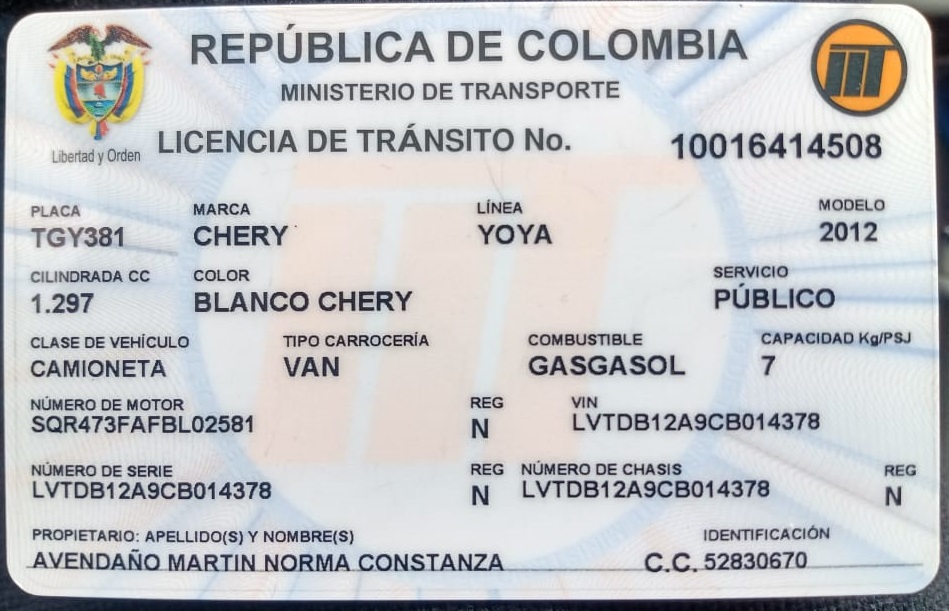 REPÚBLICA DE COLOMBIA
MINISTERIO DE TRANSPORTE
Libertad y Orden
LICENCIA DE TRÁNSITO No. 10016414508
PLACA MARCA LÍNEA MODELO
TGY381 CHERY YOYA 2012
CILINDRADA CC COLOR SERVICIO
1.297 BLANCO CHERY PÚBLICO
CLASE DE VEHÍCULO TIPO CARROCERÍA COMBUSTIBLE CAPACIDAD Kg/PSJ
CAMIONETA VAN GASGASOL 7
NÚMERO DE MOTOR REG VIN
SQR473FAFBL02581 N LVTDB12A9CB014378
NÚMERO DE SERIE REG NÚMERO DE CHASIS REG
LVTDB12A9CB014378 N LVTDB12A9CB014378 N
PROPIETARIO: APELLIDO(S) Y NOMBRE(S) IDENTIFICACIÓN
AVENDAÑO MARTIN NORMA CONSTANZA C.C. 52830670